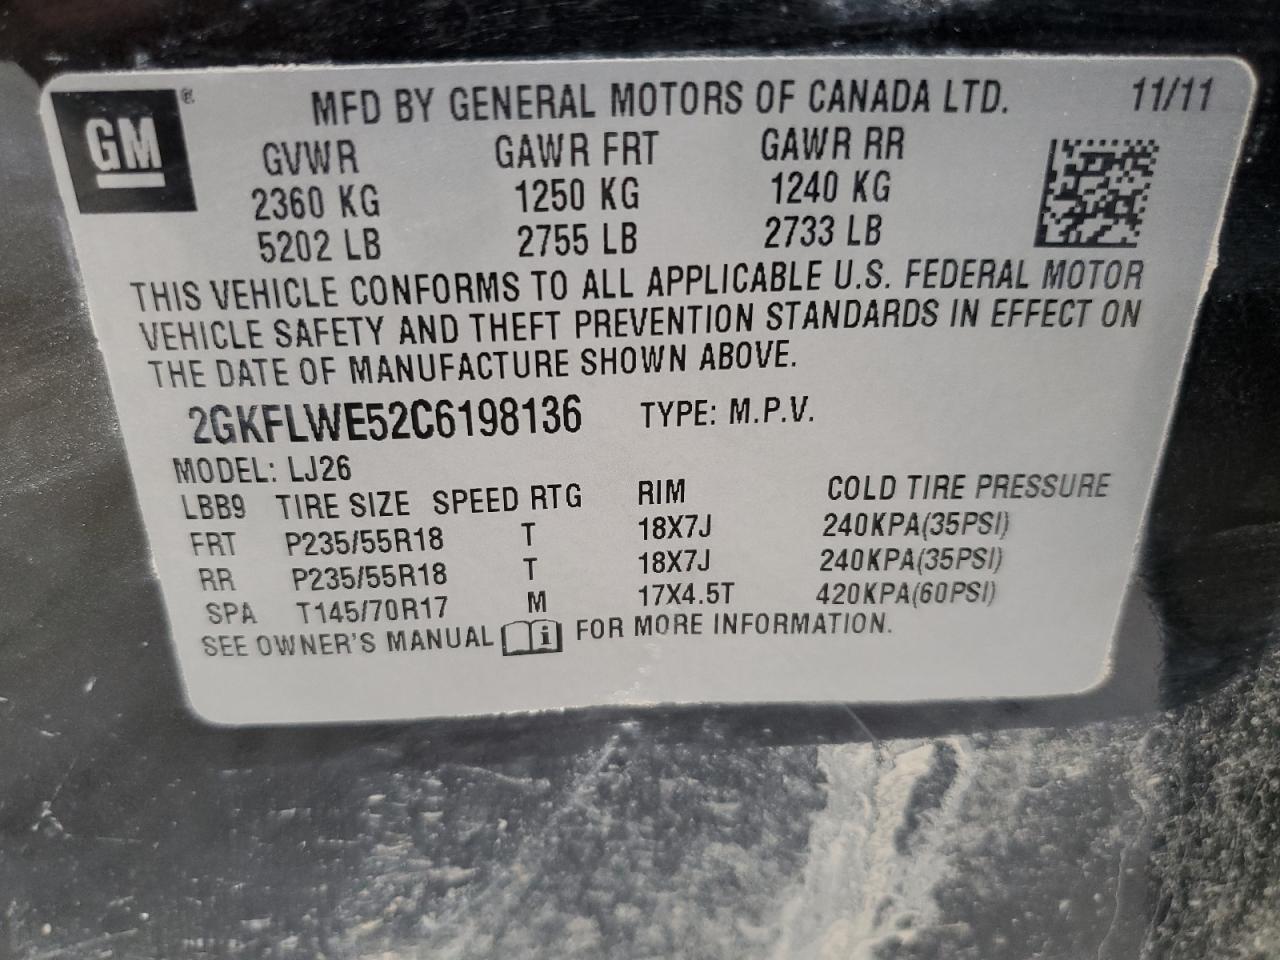 GM®
MFD BY GENERAL MOTORS OF CANADA LTD. 11/11
GVWR GAWR FRT GAWR RR
2360 KG 1250 KG 1240 KG
5202 LB 2755 LB 2733 LB
THIS VEHICLE CONFORMS TO ALL APPLICABLE U.S. FEDERAL MOTOR
VEHICLE SAFETY AND THEFT PREVENTION STANDARDS IN EFFECT ON
THE DATE OF MANUFACTURE SHOWN ABOVE.
2GKFLWE52C6198136 TYPE: M.P.V.
MODEL: LJ26
LBB9 TIRE SIZE SPEED RTG RIM COLD TIRE PRESSURE
FRT P235/55R18 T 18X7J 240KPA(35PSI)
RR P235/55R18 T 18X7J 240KPA(35PSI)
SPA T145/70R17 M 17X4.5T 420KPA(60PSI)
SEE OWNER'S MANUAL i FOR MORE INFORMATION.